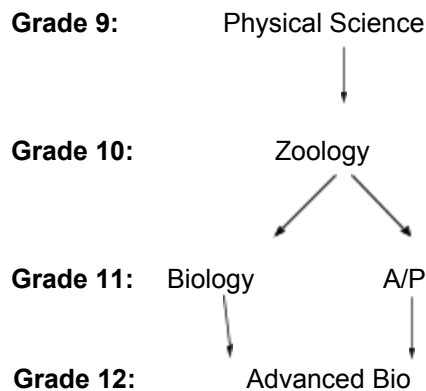 Grade 9: Physical Science
Grade 10: Zoology
Grade 11: Biology A/P
Grade 12: Advanced Bio